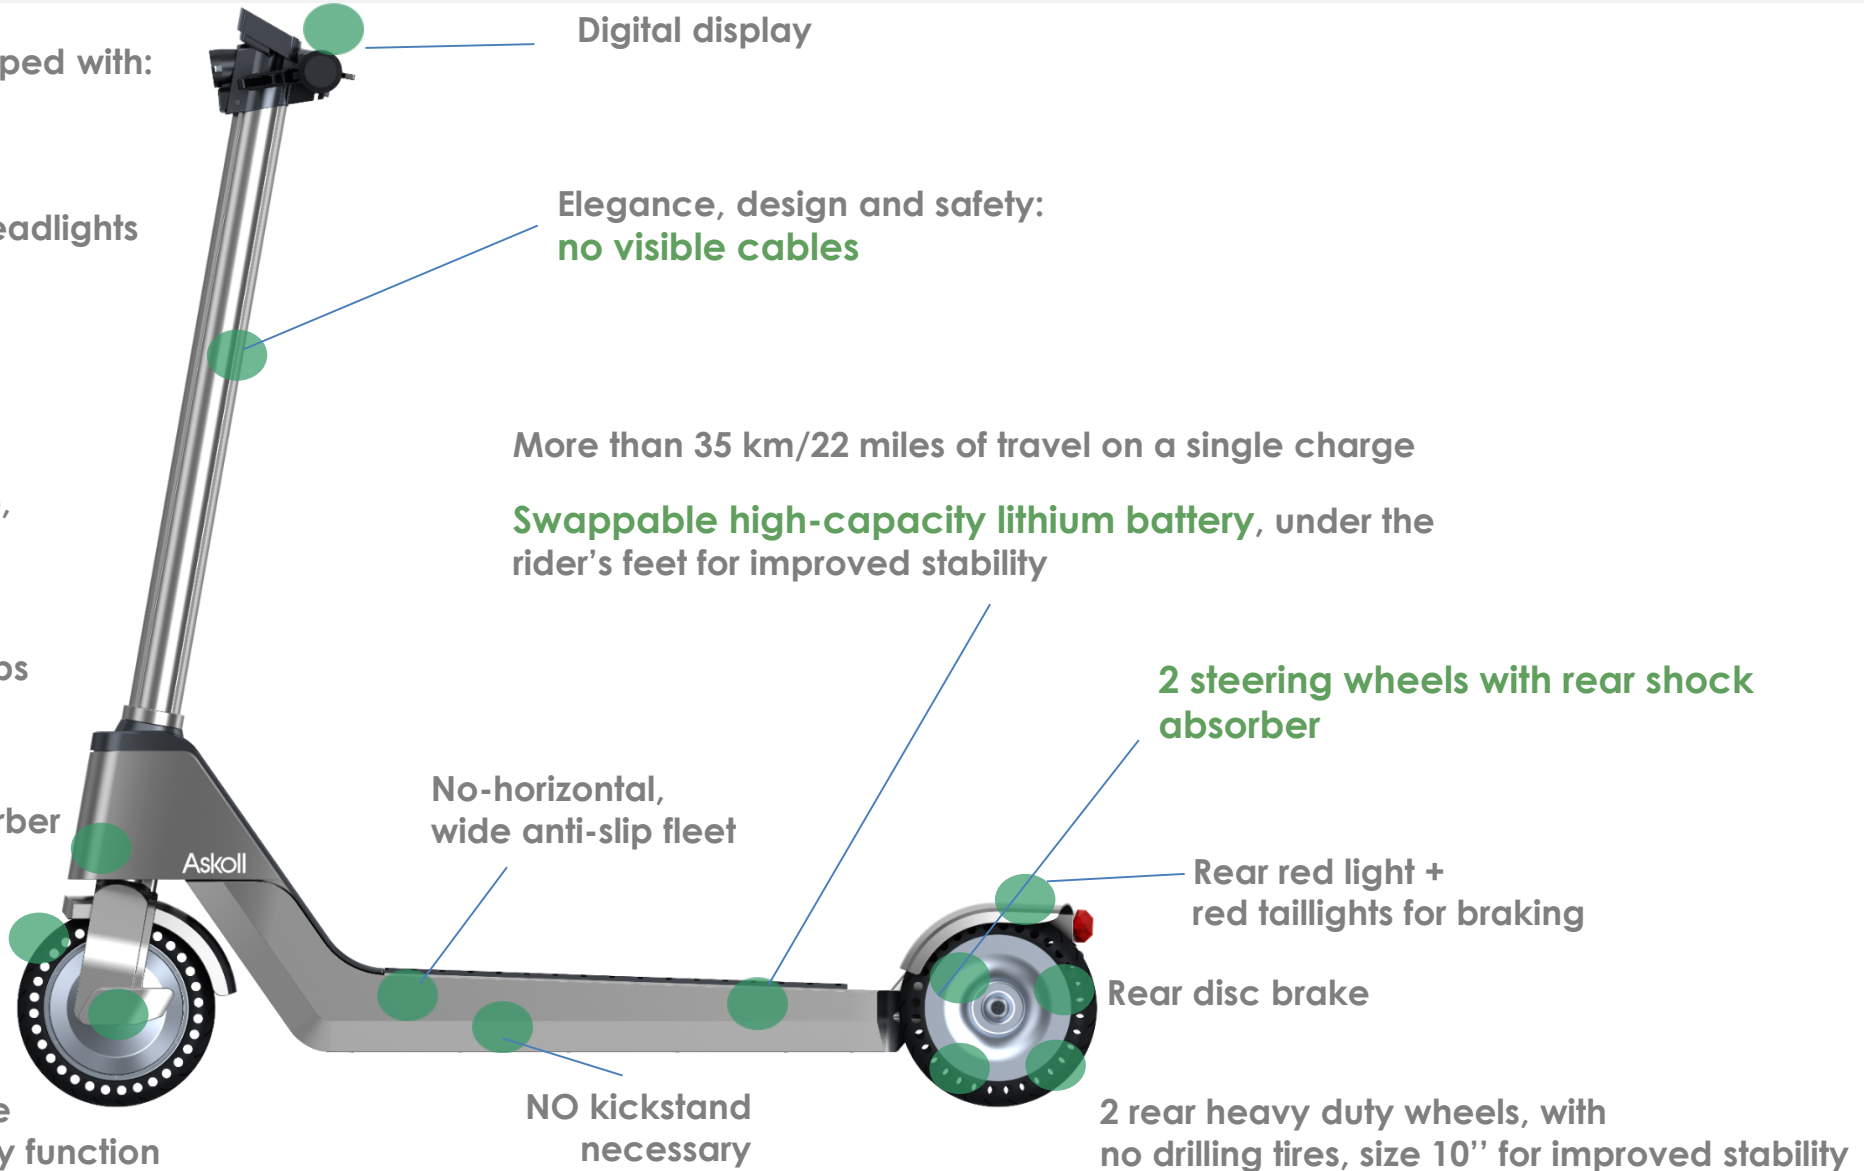 Digital display
ped with:
Elegance, design and safety:
no visible cables
eadlights
More than 35 km/22 miles of travel on a single charge
Swappable high-capacity lithium battery, under the
rider’s feet for improved stability
,
os
2 steering wheels with rear shock
absorber
No-horizontal,
wide anti-slip fleet
rber
Askoll
Rear red light +
red taillights for braking
Rear disc brake
NO kickstand
necessary
e
y function
2 rear heavy duty wheels, with
no drilling tires, size 10’’ for improved stability